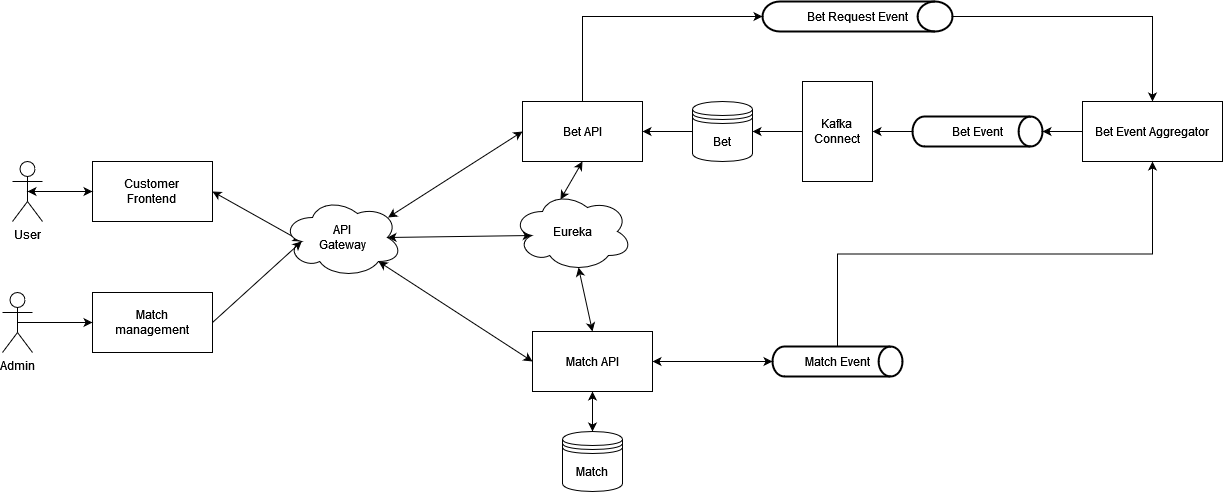 Bet Request Event
Bet API
Bet
Kafka
Connect
Bet Event
Bet Event Aggregator
User
Customer
Frontend
API
Gateway
Eureka
Admin
Match
management
Match API
Match Event
Match